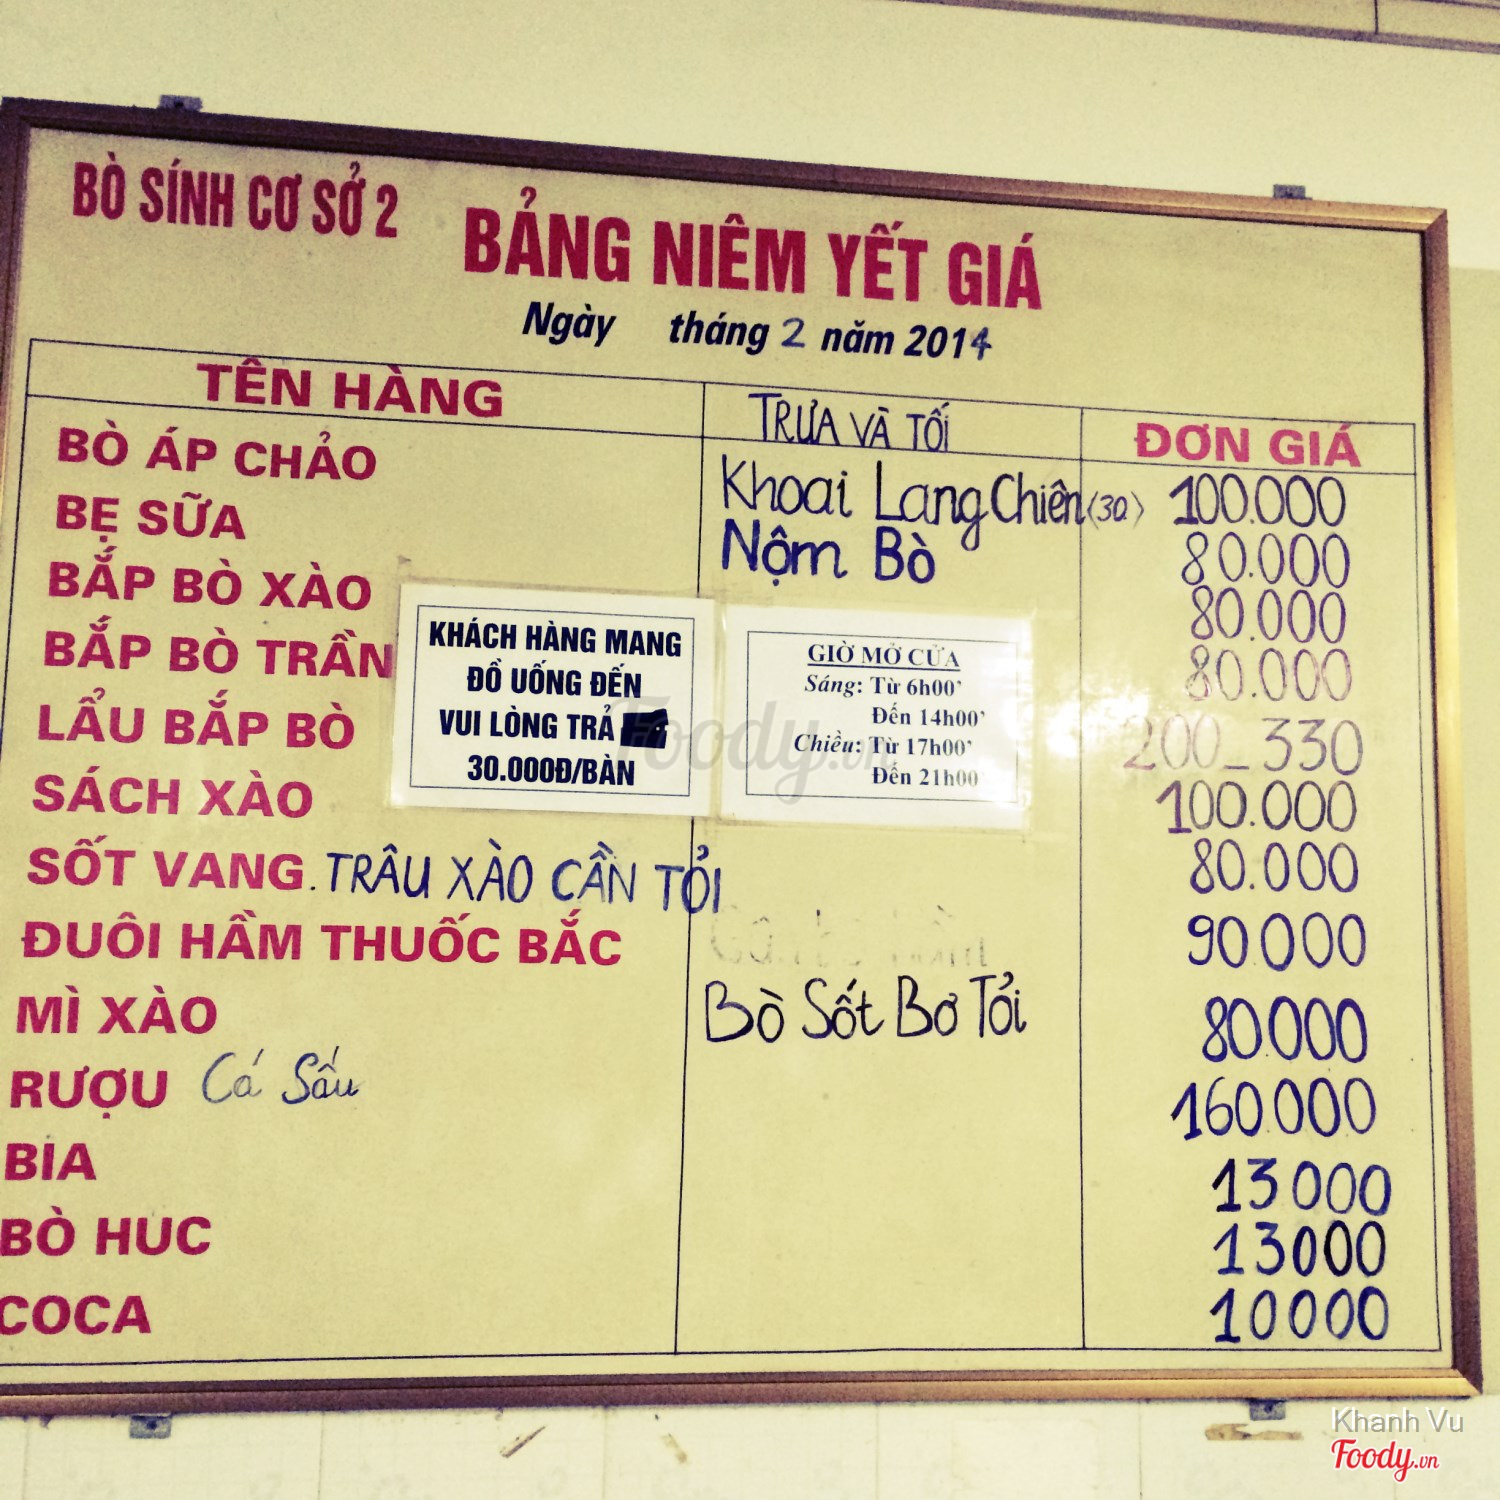 BÒ SÍNH CƠ SỞ 2
BẢNG NIÊM YẾT GIÁ
Ngày tháng 2 năm 2014
TÊN HÀNG TRƯA VÀ TỐI ĐƠN GIÁ
BÒ ÁP CHẢO Khoai Lang Chiên (30) 100.000
BẸ SỮA Nộm Bò 80.000
BẮP BÒ XÀO 80.000
BẮP BÒ TRẦN 80.000
LẨU BẮP BÒ 200_330
SÁCH XÀO 100.000
SỐT VANG. TRÂU XÀO CẦN TỎI 80.000
ĐUÔI HẦM THUỐC BẮC 90000
MÌ XÀO Bò Sốt Bơ Tỏi 80.000
RƯỢU Cá Sấu 160.000
BIA 13000
BÒ HUC 13000
COCA 10000
KHÁCH HÀNG MANG
ĐỒ UỐNG ĐẾN
VUI LÒNG TRẢ
30.000Đ/BÀN
GIỜ MỞ CỬA
Sáng: Từ 6h00'
Đến 14h00'
Chiều: Từ 17h00'
Đến 21h00
Foody.vn
Khanh Vu
Foody.vn